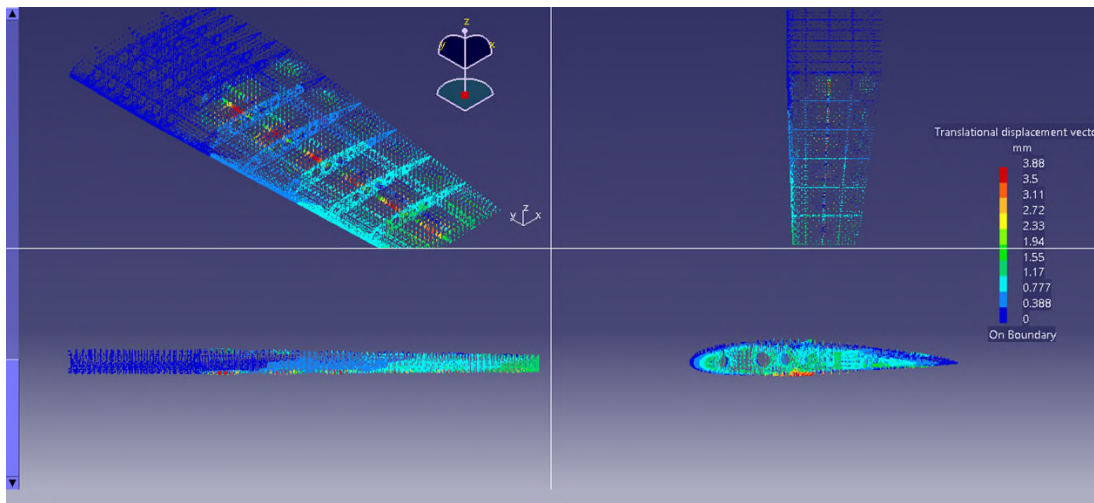 z
y
x
z
y
x
Translational displacement vecto
mm
3.88
3.5
3.11
2.72
2.33
1.94
1.55
1.17
0.777
0.388
0
On Boundary